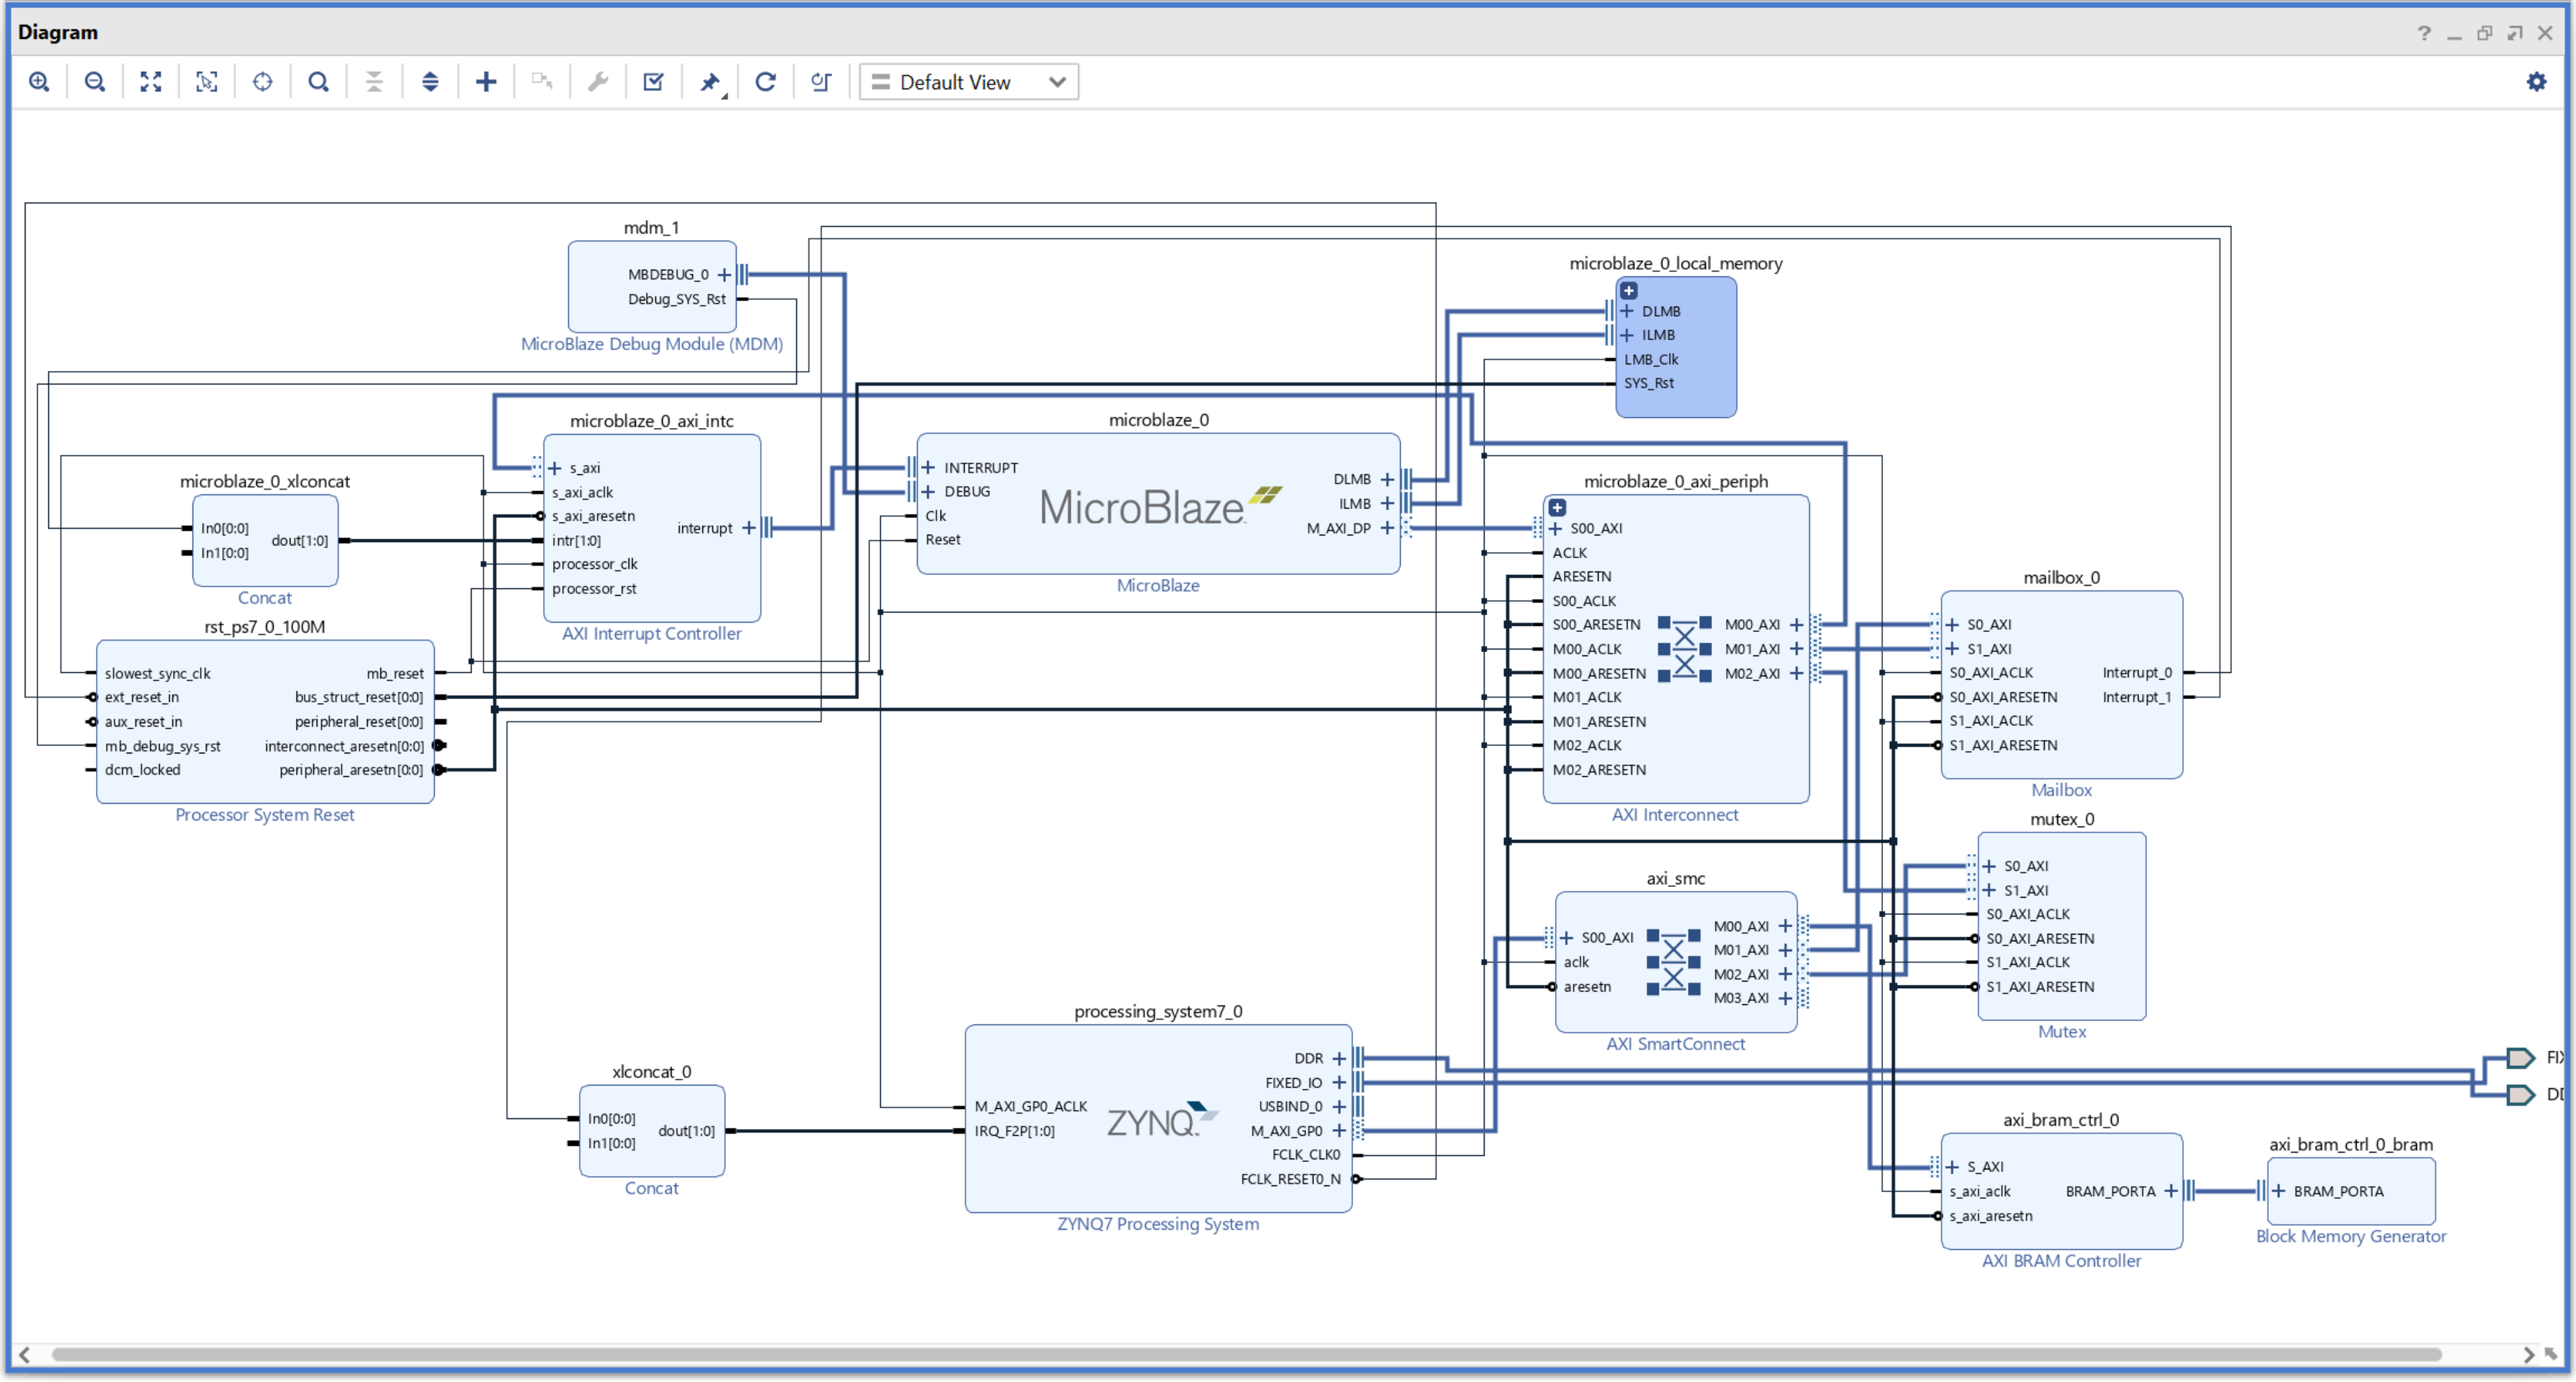 Diagram
Default View
mdm_1
MBDEBUG_0
Debug_SYS_Rst
MicroBlaze Debug Module (MDM)
microblaze_0_local_memory
DLMB
ILMB
LMB_Clk
SYS_Rst
microblaze_0_axi_intc
s_axi
s_axi_aclk
s_axi_aresetn
intr[1:0]
processor_clk
processor_rst
interrupt
AXI Interrupt Controller
microblaze_0
INTERRUPT
DEBUG
Clk
Reset
MicroBlaze
DLMB
ILMB
M_AXI_DP
MicroBlaze
microblaze_0_xlconcat
In0[0:0]
In1[0:0]
dout[1:0]
Concat
rst_ps7_0_100M
slowest_sync_clk
ext_reset_in
aux_reset_in
mb_debug_sys_rst
dcm_locked
mb_reset
bus_struct_reset[0:0]
peripheral_reset[0:0]
interconnect_aresetn[0:0]
peripheral_aresetn[0:0]
Processor System Reset
microblaze_0_axi_periph
S00_AXI
ACLK
ARESETN
S00_ACLK
S00_ARESETN
M00_ACLK
M00_ARESETN
M01_ACLK
M01_ARESETN
M02_ACLK
M02_ARESETN
M00_AXI
M01_AXI
M02_AXI
AXI Interconnect
mailbox_0
S0_AXI
S1_AXI
S0_AXI_ACLK
S0_AXI_ARESETN
S1_AXI_ACLK
S1_AXI_ARESETN
Interrupt_0
Interrupt_1
Mailbox
mutex_0
S0_AXI
S1_AXI
S0_AXI_ACLK
S0_AXI_ARESETN
S1_AXI_ACLK
S1_AXI_ARESETN
Mutex
axi_smc
S00_AXI
aclk
aresetn
M00_AXI
M01_AXI
M02_AXI
M03_AXI
AXI SmartConnect
xlconcat_0
In0[0:0]
In1[0:0]
dout[1:0]
Concat
processing_system7_0
M_AXI_GP0_ACLK
IRQ_F2P[1:0]
ZYNQ
DDR
FIXED_IO
USBIND_0
M_AXI_GP0
FCLK_CLK0
FCLK_RESET0_N
ZYNQ7 Processing System
axi_bram_ctrl_0
S_AXI
s_axi_aclk
s_axi_aresetn
BRAM_PORTA
AXI BRAM Controller
axi_bram_ctrl_0_bram
BRAM_PORTA
Block Memory Generator